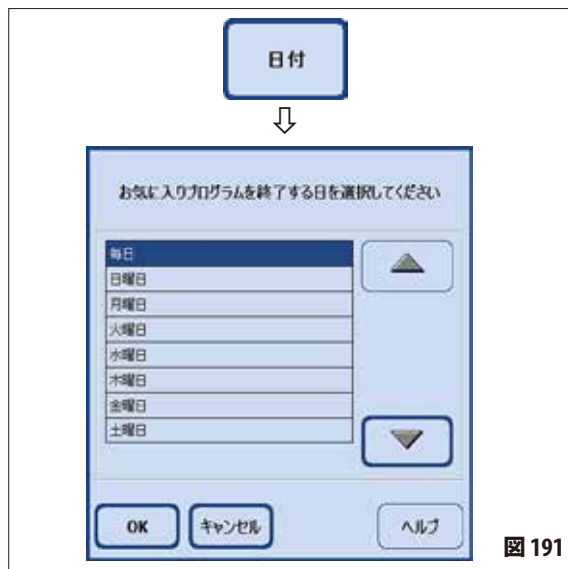 日付
お気に入りプログラムを終了する日を選択してください
毎日
日曜日
月曜日
火曜日
水曜日
木曜日
金曜日
土曜日
OK
キャンセル
ヘルプ
図 191